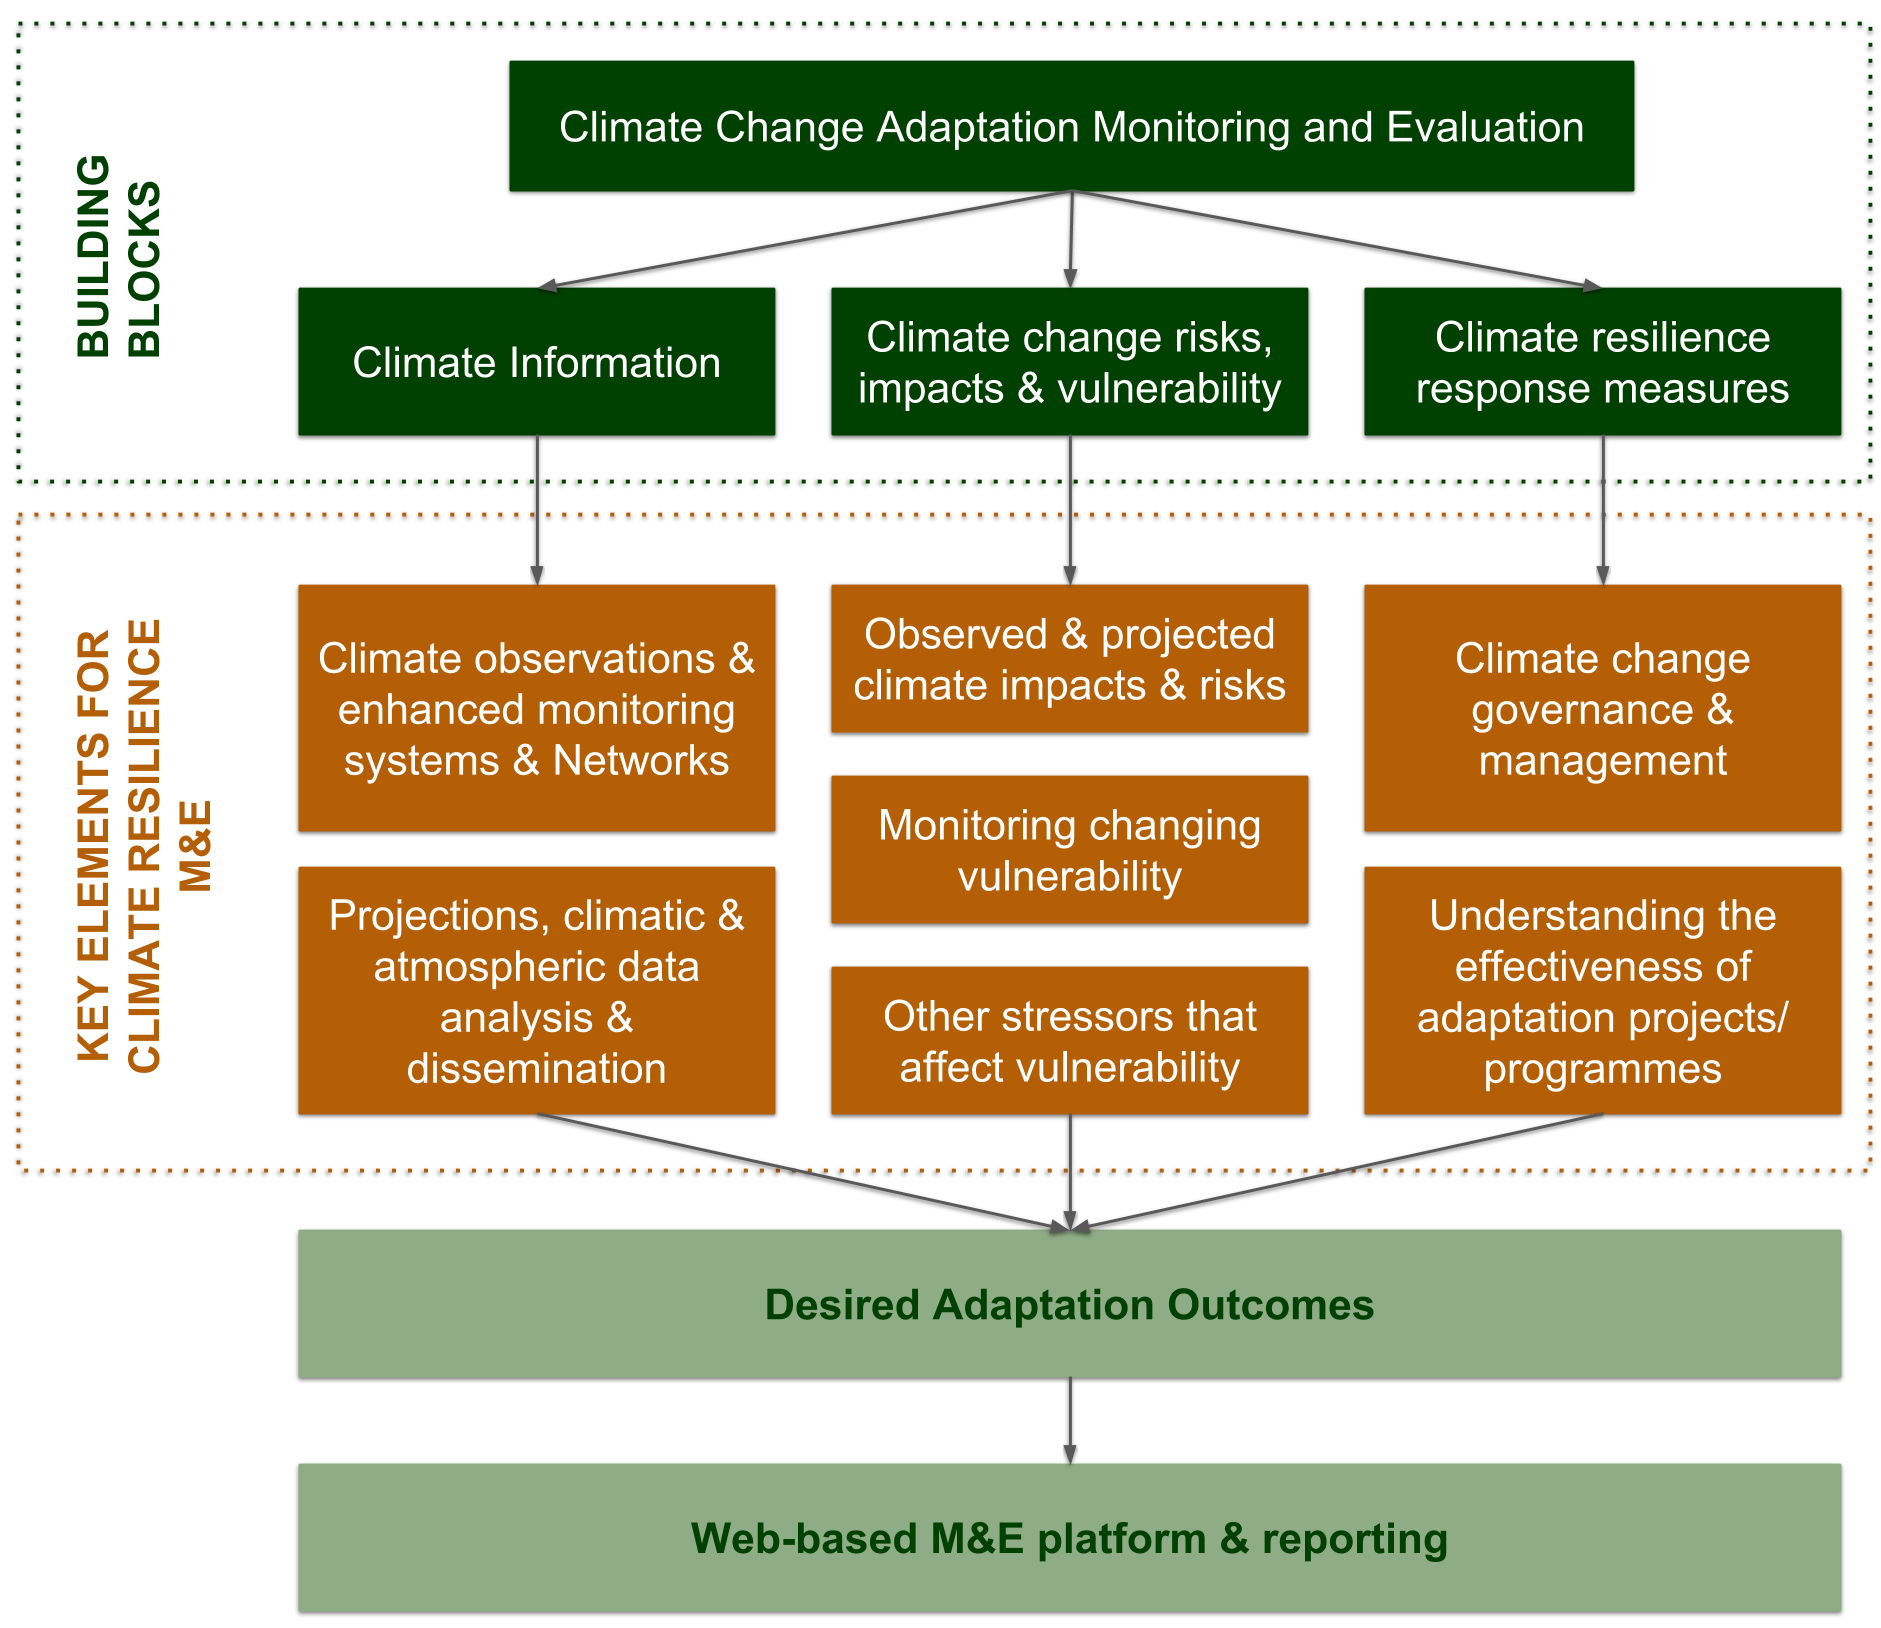 BUILDING
BLOCKS
Climate Change Adaptation Monitoring and Evaluation
Climate Information
Climate change risks,
impacts & vulnerability
Climate resilience
response measures
KEY ELEMENTS FOR
CLIMATE RESILIENCE
M&E
Climate observations &
enhanced monitoring
systems & Networks
Projections, climatic &
atmospheric data
analysis &
dissemination
Observed & projected
climate impacts & risks
Monitoring changing
vulnerability
Other stressors that
affect vulnerability
Climate change
governance &
management
Understanding the
effectiveness of
adaptation projects/
programmes
Desired Adaptation Outcomes
Web-based M&E platform & reporting